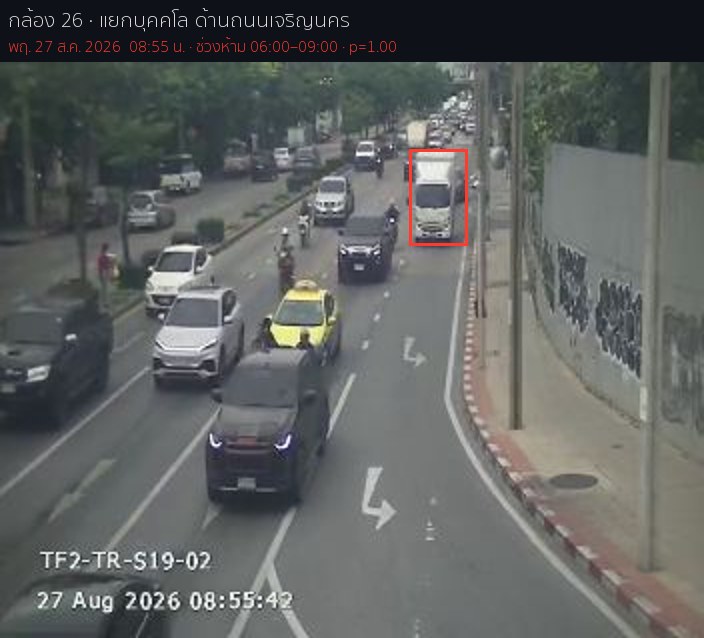 กล้อง 26 · แยกบุคคโล ด้านถนนเจริญนคร
พฤ. 27 ส.ค. 2026 08:55 น. · ช่วงห้าม 06:00–09:00 · p=1.00
TF2-TR-S19-02
27 Aug 2026 08:55:42